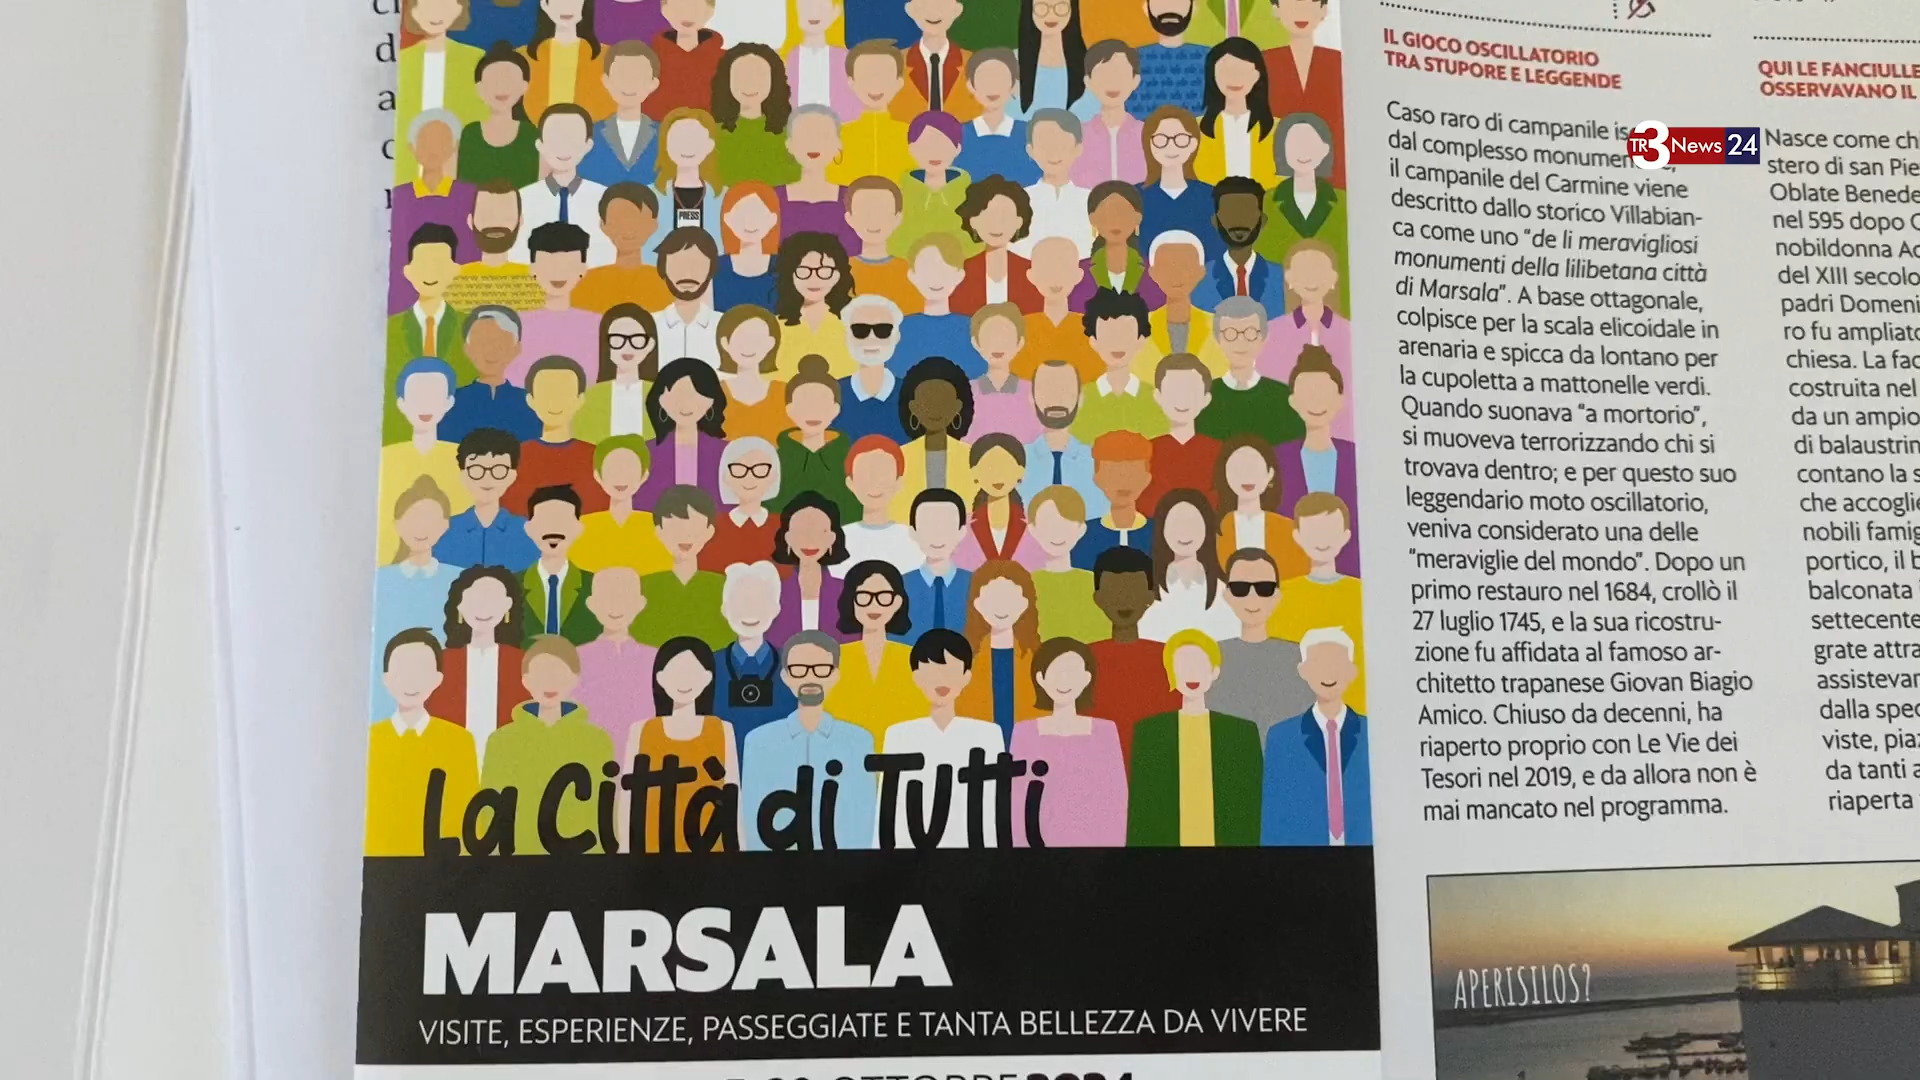 PRESS
La Città di Tutti
MARSALA
VISITE, ESPERIENZE, PASSEGGIATE E TANTA BELLEZZA DA VIVERE
OTTOBRE 2024
IL GIOCO OSCILLATORIO
TRA STUPORE E LEGGENDE
Caso raro di campanile
dal complesso
il campanile del Carmine viene
descritto dallo storico Villabian-
ca come uno "de li meravigliosi
monumenti della lilibetana città
di Marsala". A base ottagonale,
colpisce per la scala elicoidale in
arenaria e spicca da lontano per
la cupoletta a mattonelle verdi.
Quando suonava "a mortorio",
si muoveva terrorizzando chi si
trovava dentro; e per questo suo
leggendario moto oscillatorio,
veniva considerato una delle
"meraviglie del mondo". Dopo un
primo restauro nel 1684, crollò il
27 luglio 1745, e la sua ricostru-
zione fu affidata al famoso ar-
chitetto trapanese Giovan Biagio
Amico. Chiuso da decenni, ha
riaperto proprio con Le Vie dei
Tesori nel 2019, e da allora non è
mai mancato nel programma.
TR3 News 24
QUI LE FANCIULLE
OSSERVAVANO IL
Nasce come ch
stero di san Pie
Oblate Benede
nel 595 dopo C
nobildonna Ad
del XIII secolo
padri Domeni
ro fu ampliato
chiesa. La fac
costruita nel
da un ampio
di balaustrin
contano la s
che accoglie
nobili famig
portico, il b
balconata
settecente
grate attra
assistevan
dalla spec
viste, piaz
da tanti a
riaperta
APERISILOS?